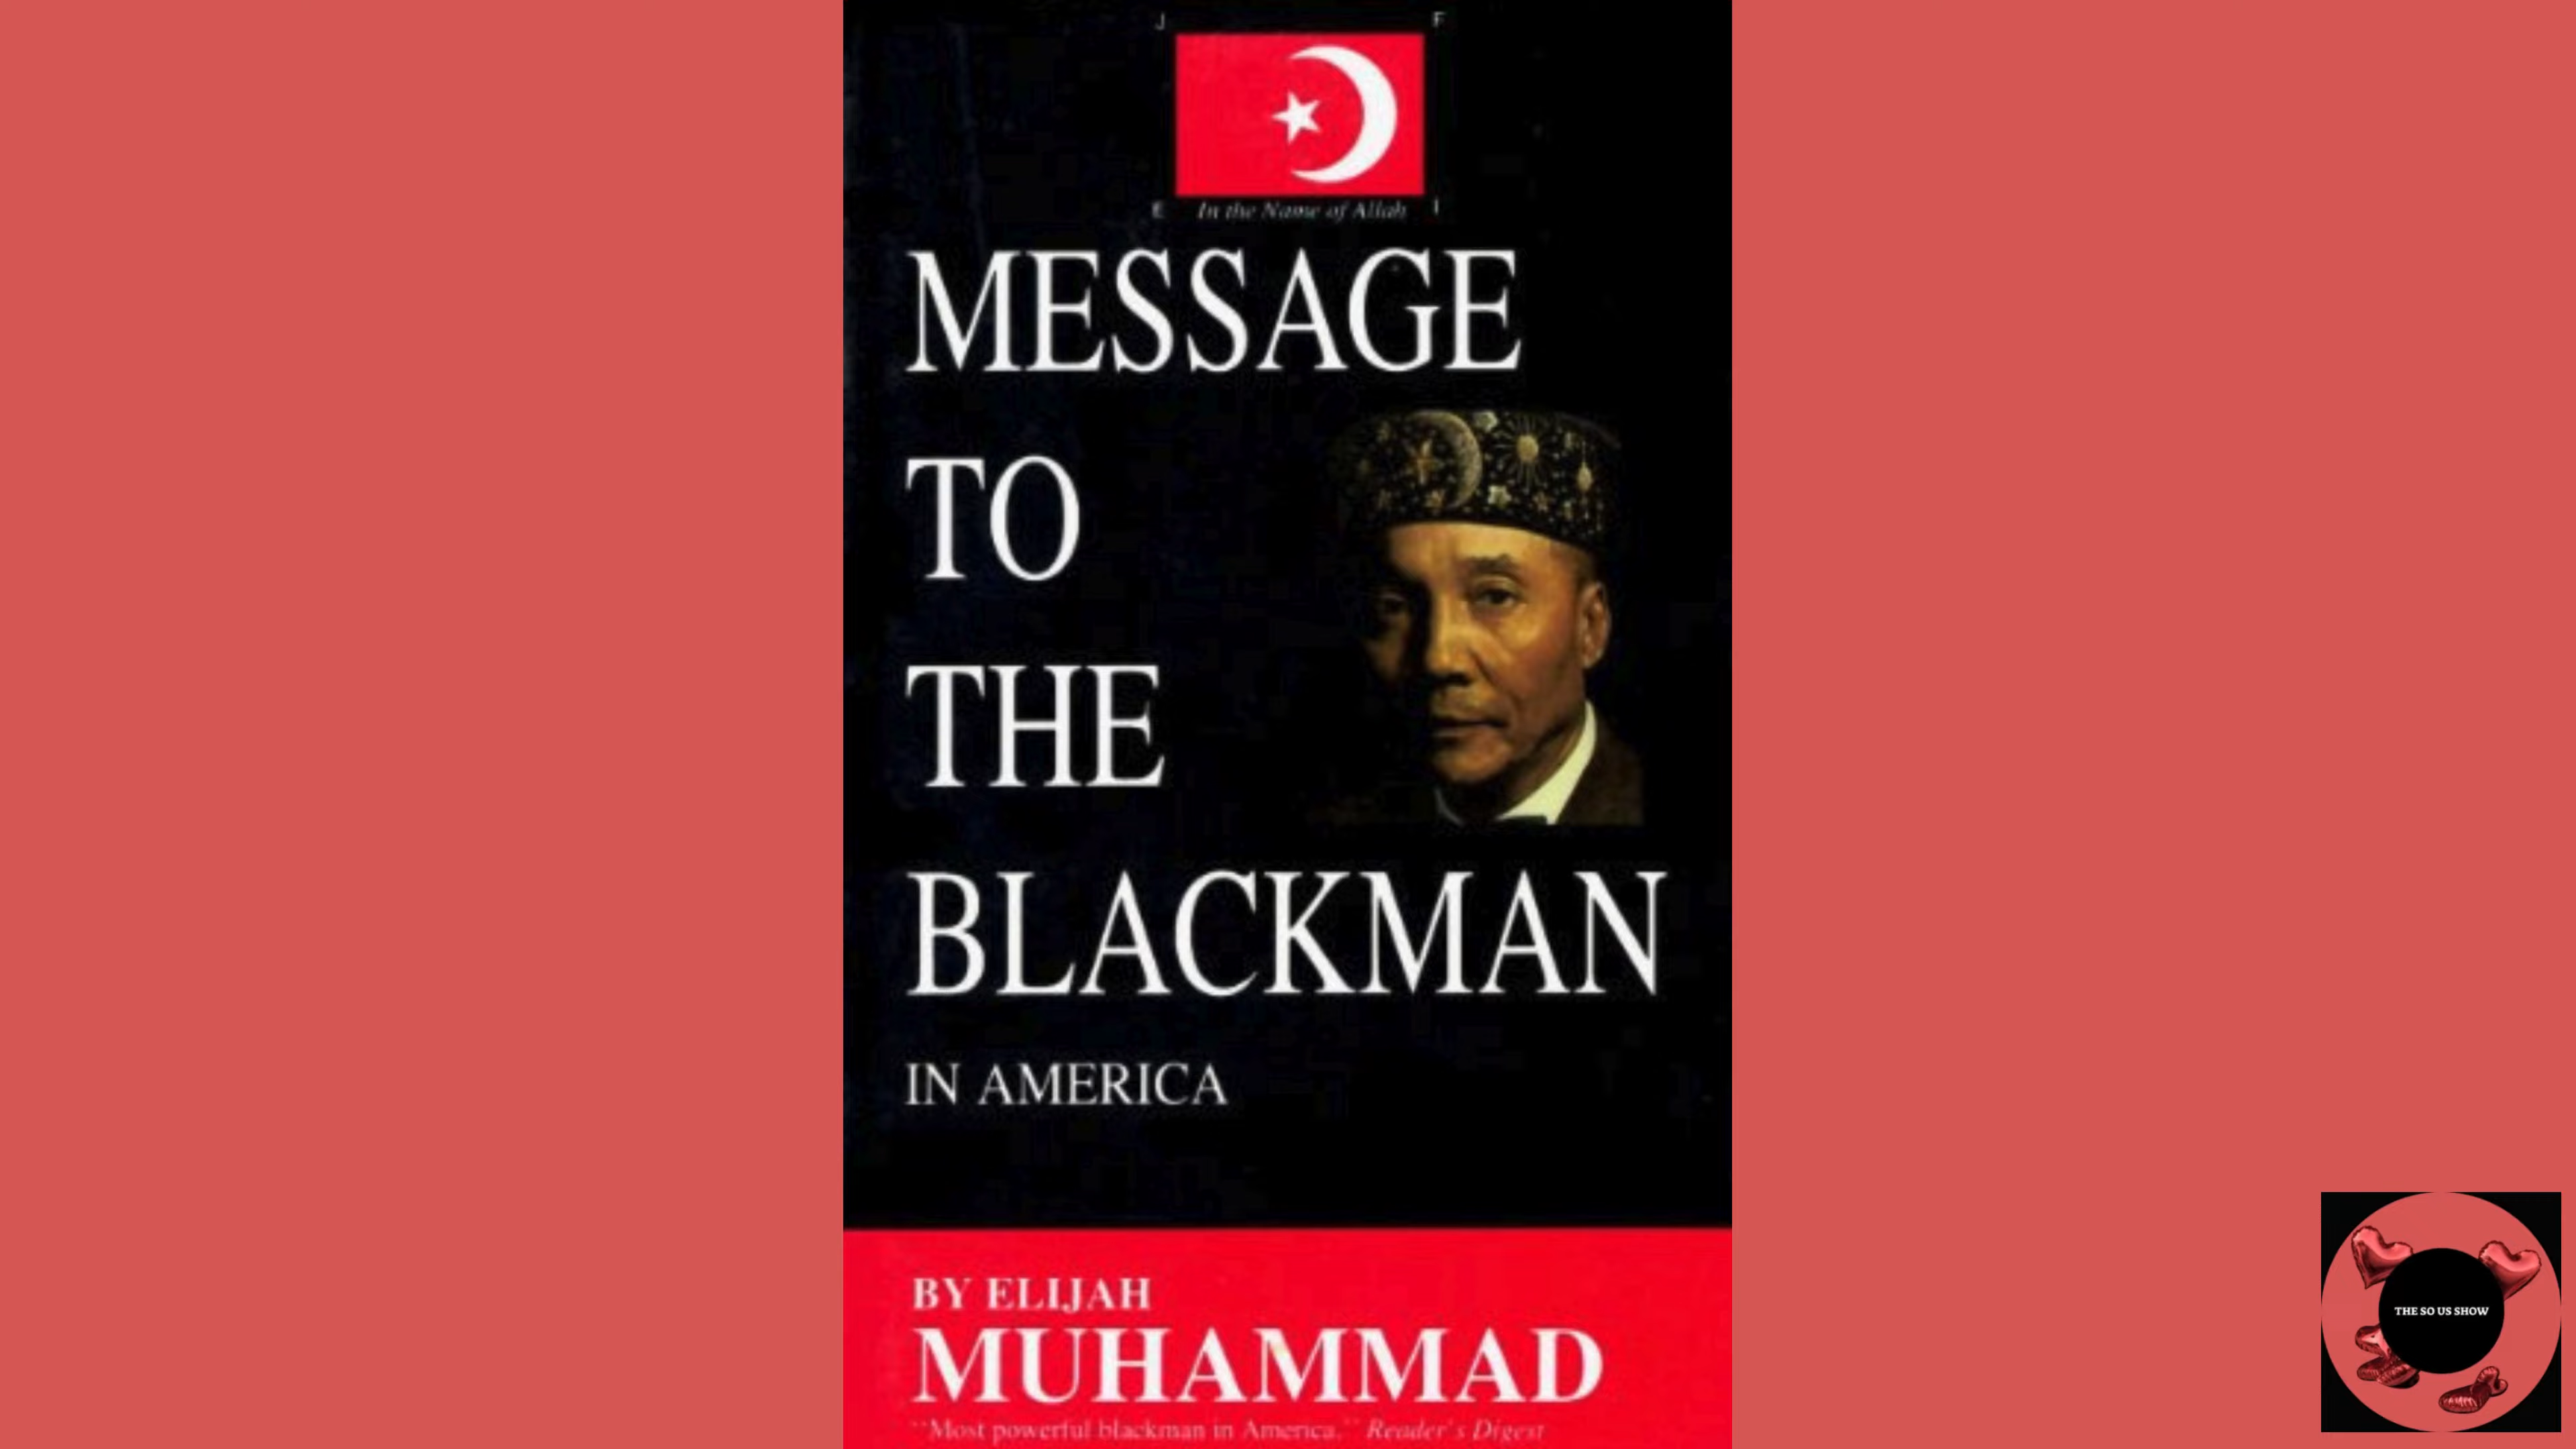 J F
E In the Name of Allah I
MESSAGE
TO
THE
BLACKMAN
IN AMERICA
BY ELIJAH
MUHAMMAD
"Most powerful blackman in America." Reader's Digest
THE SO US SHOW